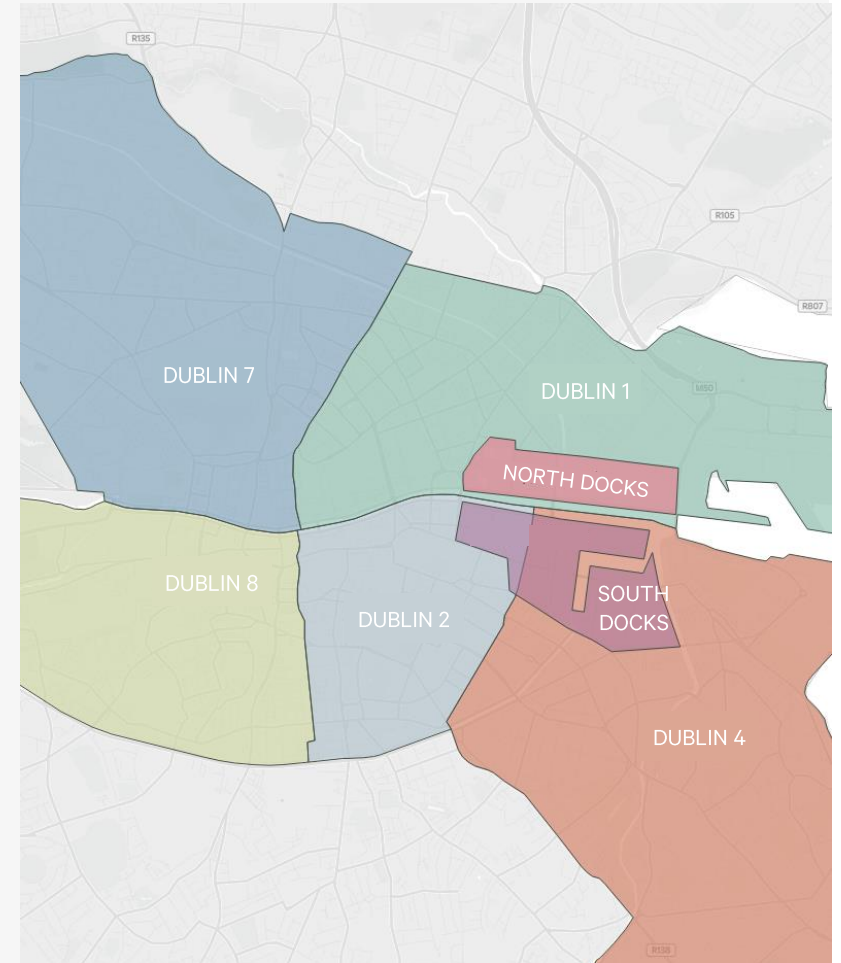 R135
R105
R807
DUBLIN 7
M50
DUBLIN 1
NORTH DOCKS
DUBLIN 8
SOUTH
DOCKS
DUBLIN 2
DUBLIN 4
R138